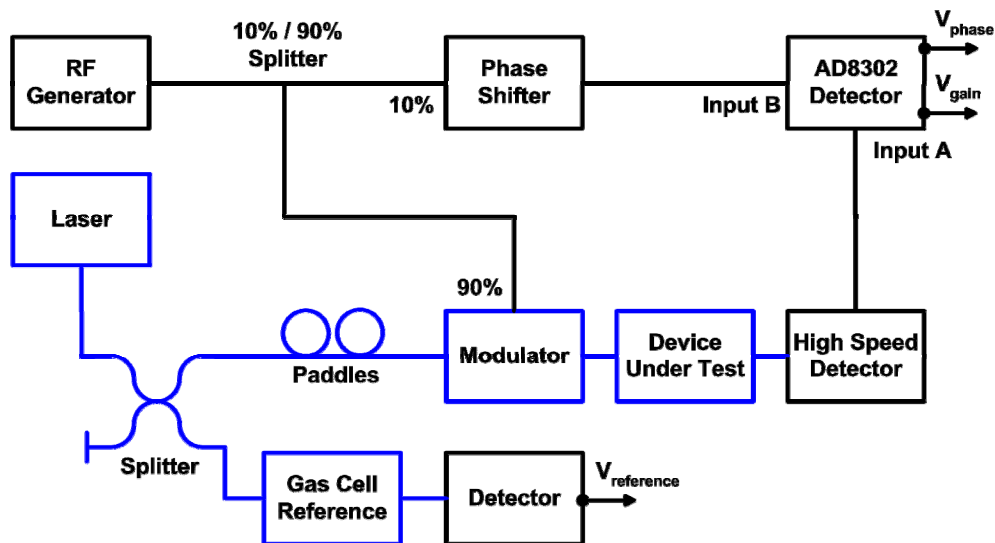 10% / 90%
Splitter
RF
Generator
10%
Phase
Shifter
Input B
AD8302
Detector
Vphase
Vgain
Input A
Laser
90%
Paddles
Modulator
Device
Under Test
High Speed
Detector
Splitter
Gas Cell
Reference
Detector
Vreference